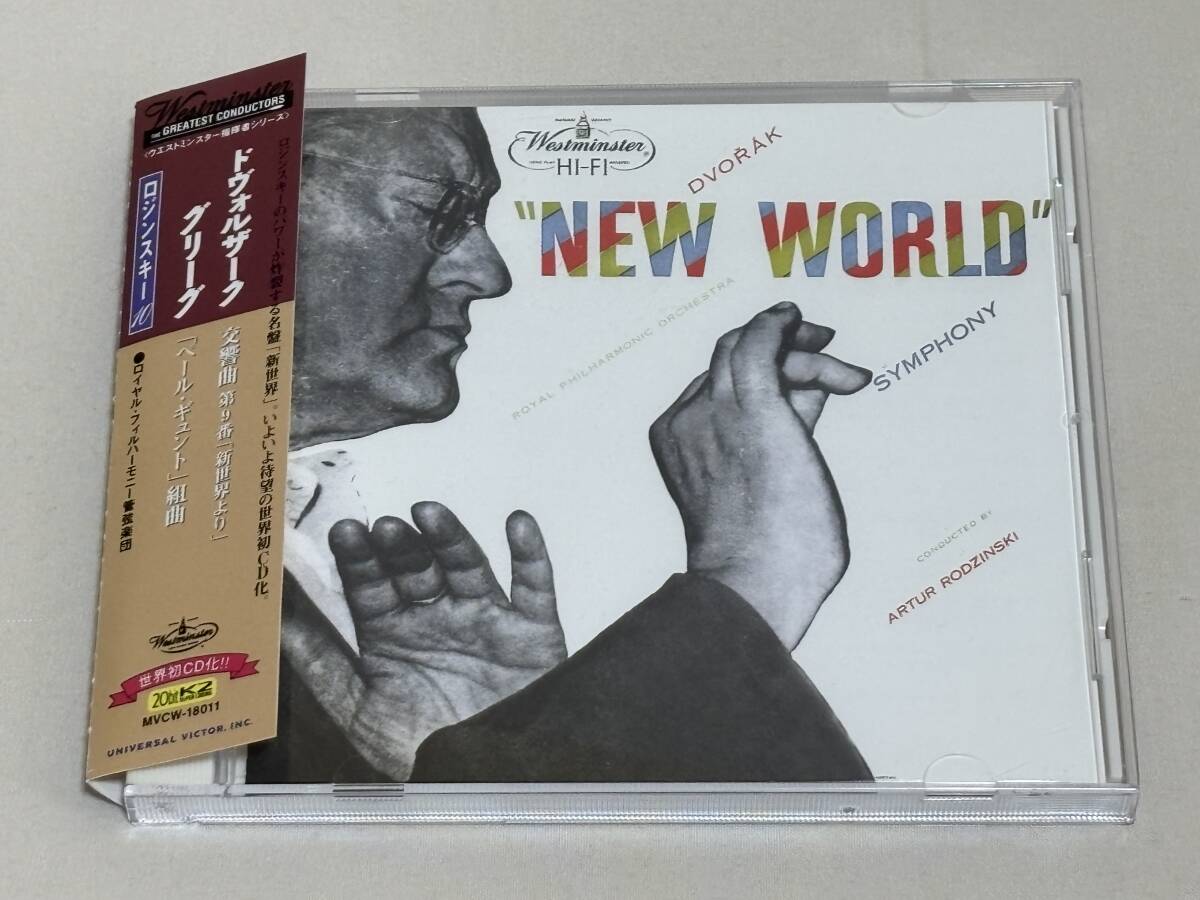 Westminster
THE GREATEST CONDUCTORS
〈ウエストミンスター指揮者シリーズ〉
ロジンスキーのパワーが炸裂する名盤「新世界」。いよいよ待望の世界初CD化。
ドヴォルザーク
交響曲 第9番「新世界より」
グリーグ
「ペール・ギュント」組曲
ロジンスキー 10
●ロイヤル・フィルハーモニー管弦楽団
Westminster
世界初CD化!!
20bit K2
MVCW-18011
UNIVERSAL VICTOR, INC.
Westminster
HI-FI
DVOŘÁK
"NEW WORLD"
SYMPHONY
ROYAL PHILHARMONIC ORCHESTRA
CONDUCTED BY
ARTUR RODZINSKI